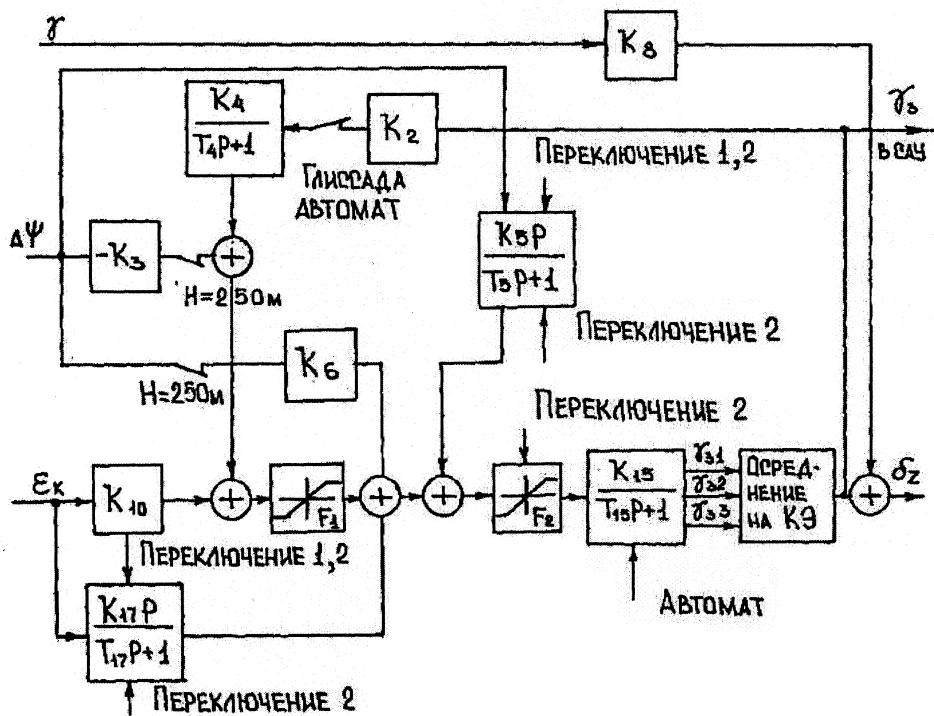 γ
K8
K4
T4P+1
K2
γз
В САУ
Переключение 1,2
Глиссада
автомат
ΔΨ
-K3
K5P
T5P+1
H=250м
Переключение 2
K6
H=250м
Переключение 2
εк
K10
F1
F2
K15
T15P+1
γз1
γз2
γз3
Осред-
нение
на КЭ
δz
Переключение 1,2
Автомат
K17P
T17P+1
Переключение 2